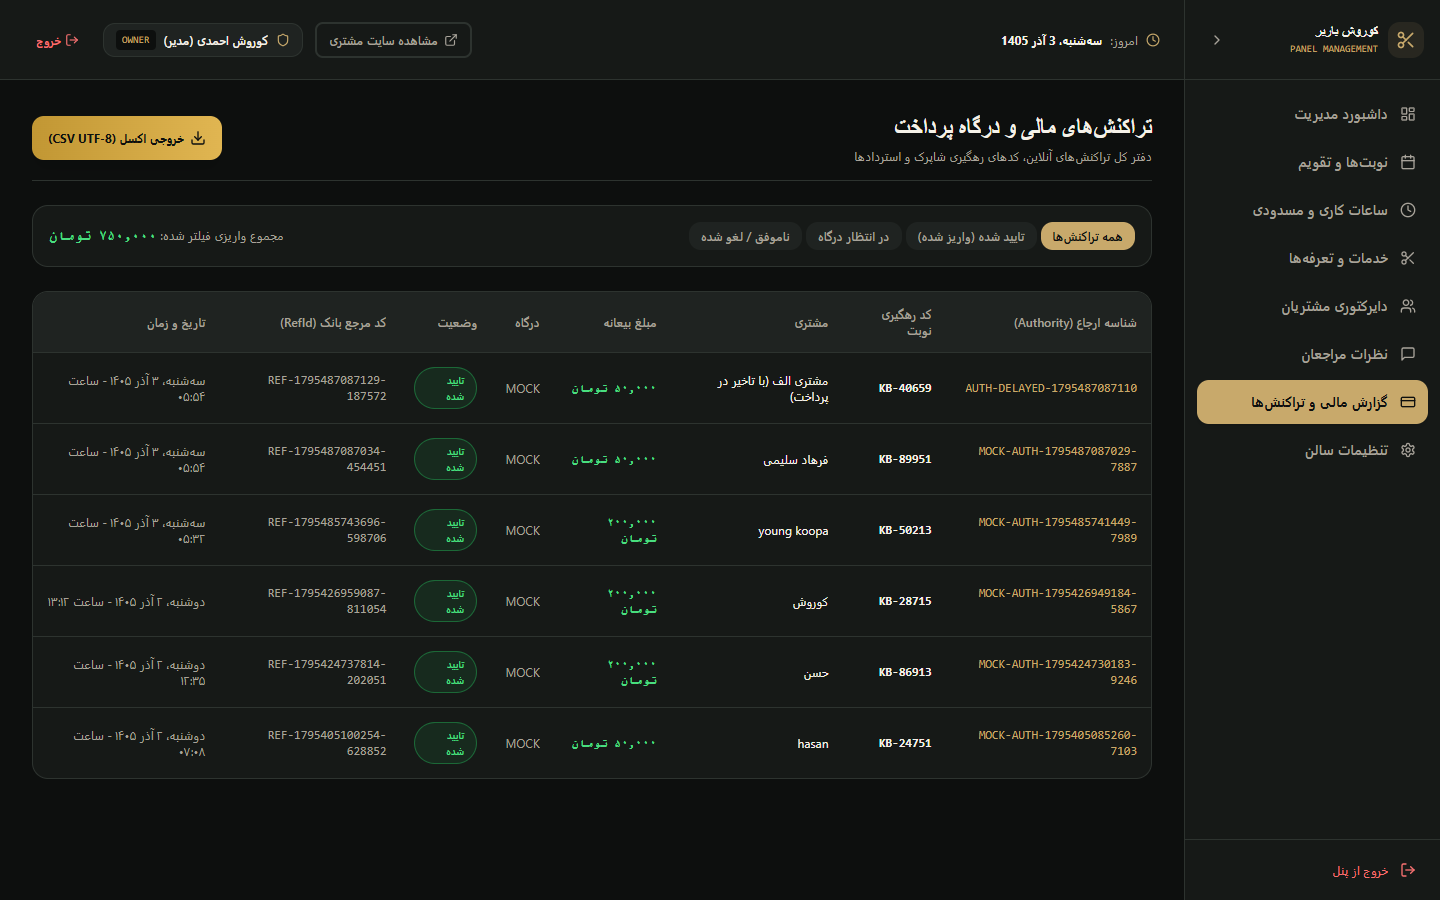 کوروش باربر
PANEL MANAGEMENT
امروز: سه‌شنبه، 3 آذر 1405
مشاهده سایت مشتری
کوروش احمدی (مدیر) OWNER
خروج
داشبورد مدیریت
نوبت‌ها و تقویم
ساعات کاری و مسدودی
خدمات و تعرفه‌ها
دایرکتوری مشتریان
نظرات مراجعان
گزارش مالی و تراکنش‌ها
تنظیمات سالن
خروج از پنل
تراکنش‌های مالی و درگاه پرداخت
دفتر کل تراکنش‌های آنلاین، کدهای رهگیری شاپرک و استردادها
خروجی اکسل (CSV UTF-8)
همه تراکنش‌ها تایید شده (واریز شده) در انتظار درگاه ناموفق / لغو شده
مجموع واریزی فیلتر شده: ۷۵۰,۰۰۰ تومان
شناسه ارجاع (Authority) کد رهگیری نوبت مشتری مبلغ بیعانه درگاه وضعیت کد مرجع بانک (RefId) تاریخ و زمان
AUTH-DELAYED-1795487087110 KB-40659 مشتری الف (با تاخیر در پرداخت) ۵۰,۰۰۰ تومان MOCK تایید شده REF-1795487087129-187572 سه‌شنبه، ۳ آذر ۱۴۰۵ - ساعت ۰۵:۵۴
MOCK-AUTH-1795487087029-7887 KB-89951 فرهاد سلیمی ۵۰,۰۰۰ تومان MOCK تایید شده REF-1795487087034-454451 سه‌شنبه، ۳ آذر ۱۴۰۵ - ساعت ۰۵:۵۴
MOCK-AUTH-1795485741449-7989 KB-50213 young koopa ۲۰۰,۰۰۰ تومان MOCK تایید شده REF-1795485743696-598706 سه‌شنبه، ۳ آذر ۱۴۰۵ - ساعت ۰۵:۳۲
MOCK-AUTH-1795426949184-5867 KB-28715 کوروش ۲۰۰,۰۰۰ تومان MOCK تایید شده REF-1795426959087-811054 دوشنبه، ۲ آذر ۱۴۰۵ - ساعت ۱۳:۱۲
MOCK-AUTH-1795424730183-9246 KB-86913 حسن ۲۰۰,۰۰۰ تومان MOCK تایید شده REF-1795424737814-202051 دوشنبه، ۲ آذر ۱۴۰۵ - ساعت ۱۲:۳۵
MOCK-AUTH-1795405085260-7103 KB-24751 hasan ۵۰,۰۰۰ تومان MOCK تایید شده REF-1795405100254-628852 دوشنبه، ۲ آذر ۱۴۰۵ - ساعت ۰۷:۰۸